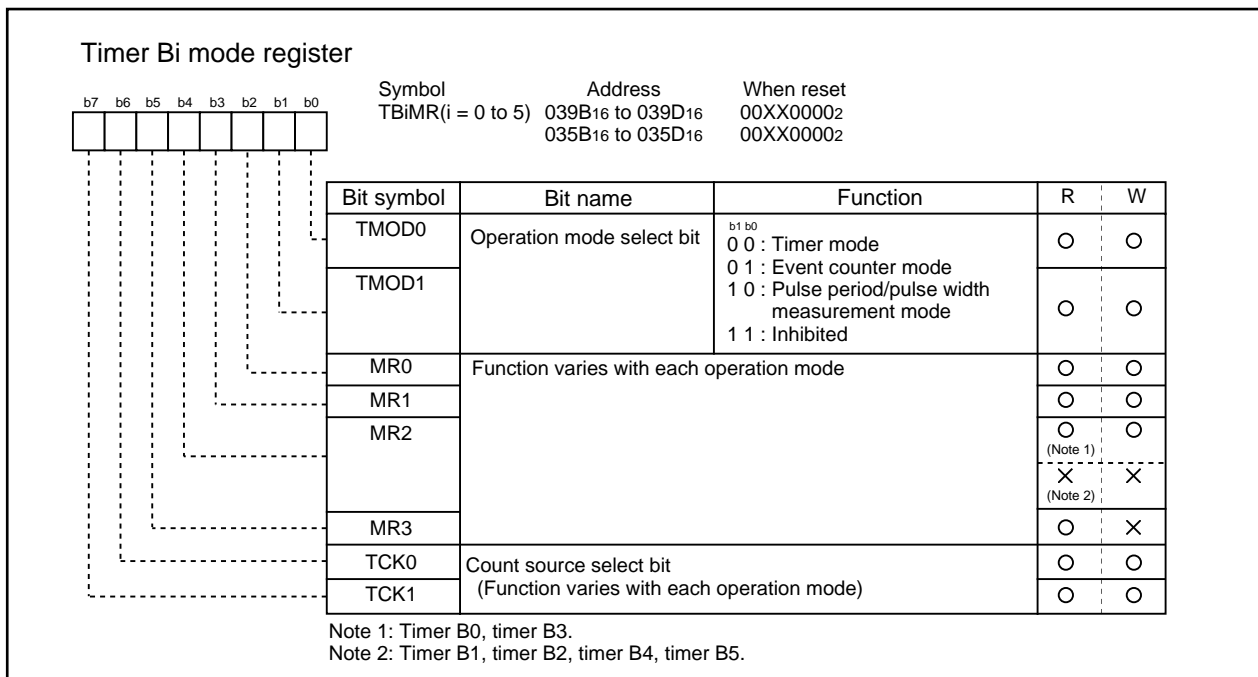 Timer Bi mode register
Symbol Address When reset
TBiMR(i = 0 to 5) 039B16 to 039D16 00XX00002
035B16 to 035D16 00XX00002
b7 b6 b5 b4 b3 b2 b1 b0
Bit symbol Bit name Function R W
TMOD0 Operation mode select bit b1 b0
0 0 : Timer mode
0 1 : Event counter mode
TMOD1 1 0 : Pulse period/pulse width
measurement mode
1 1 : Inhibited
MR0 Function varies with each operation mode
MR1
MR2
(Note 1)
(Note 2)
MR3
TCK0 Count source select bit
TCK1 (Function varies with each operation mode)
Note 1: Timer B0, timer B3.
Note 2: Timer B1, timer B2, timer B4, timer B5.